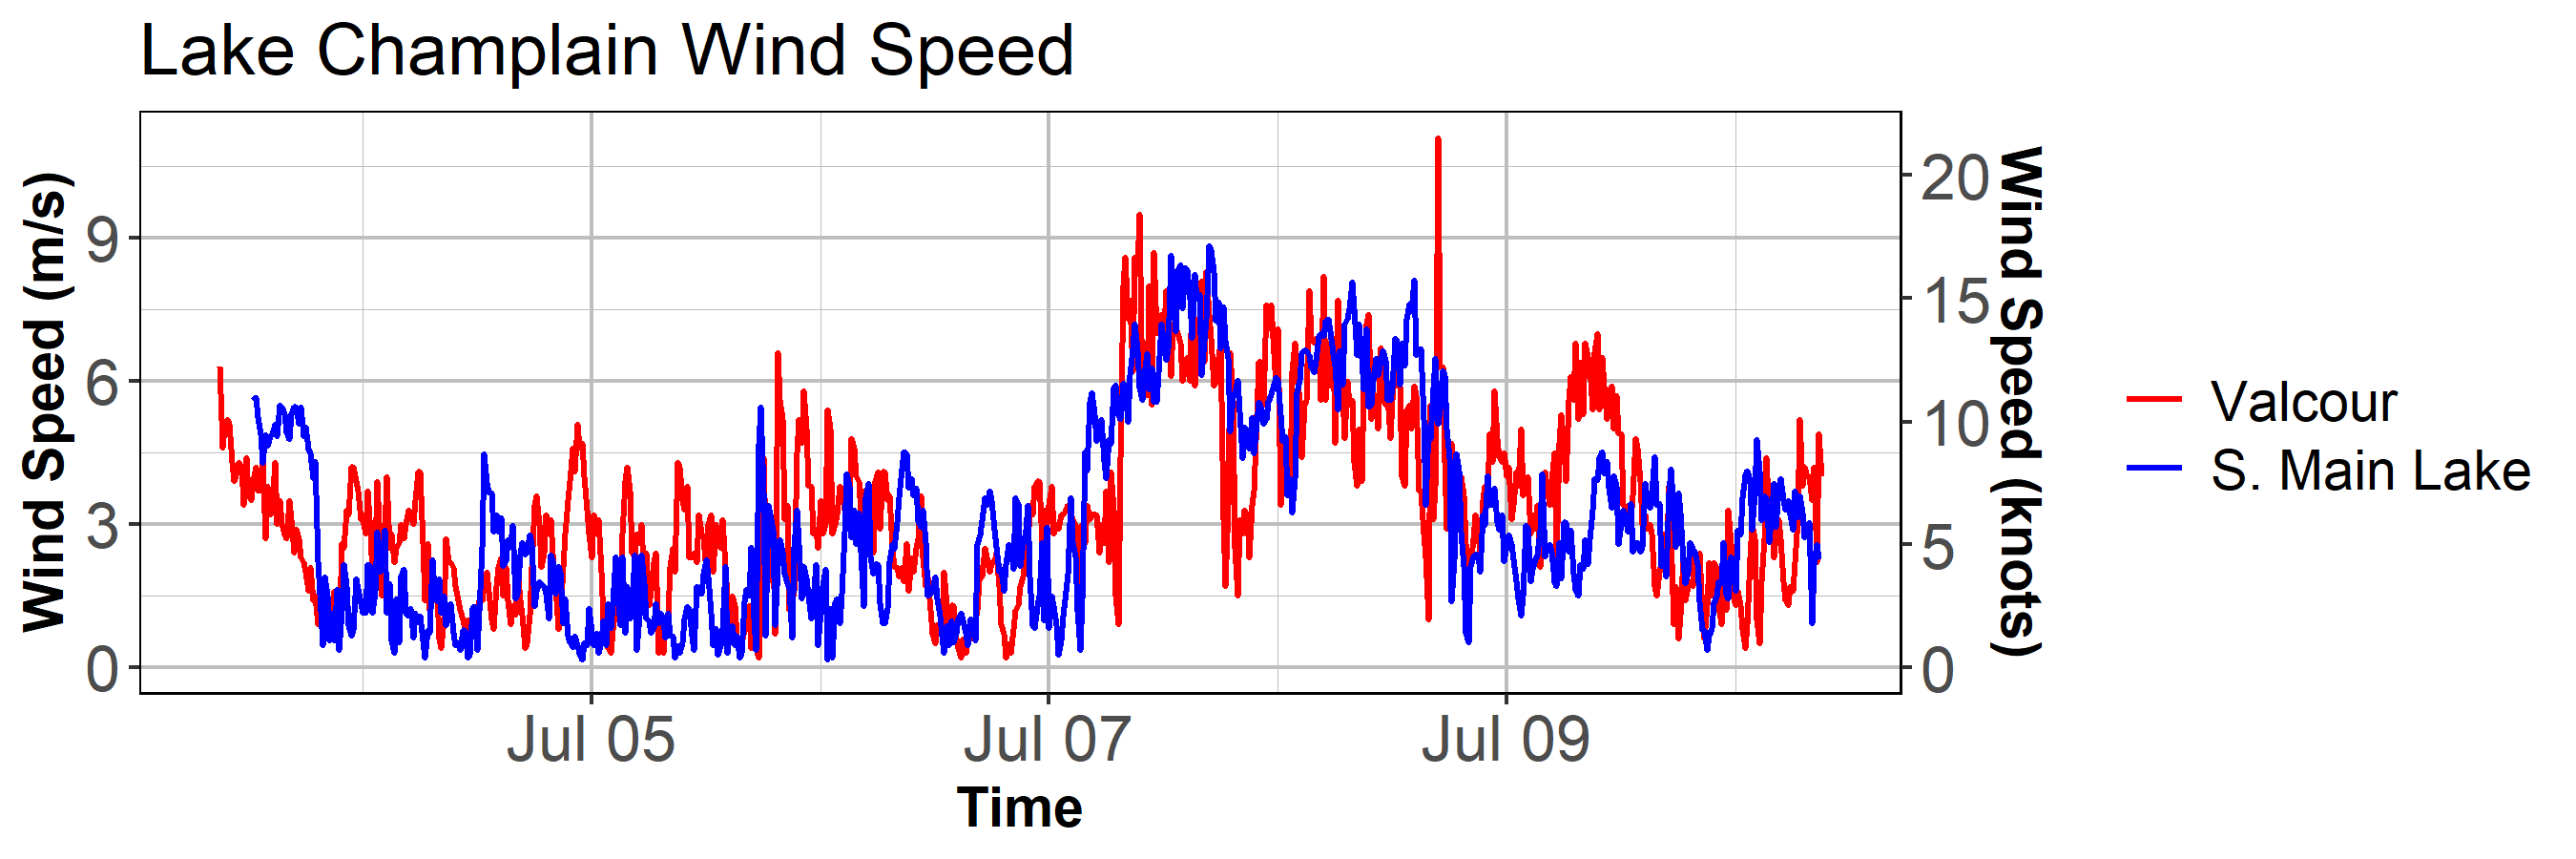 Lake Champlain Wind Speed
Wind Speed (m/s)
9
6
3
0
20
15
10
5
0
Wind Speed (knots)
Jul 05
Jul 07
Jul 09
Time
Valcour
S. Main Lake